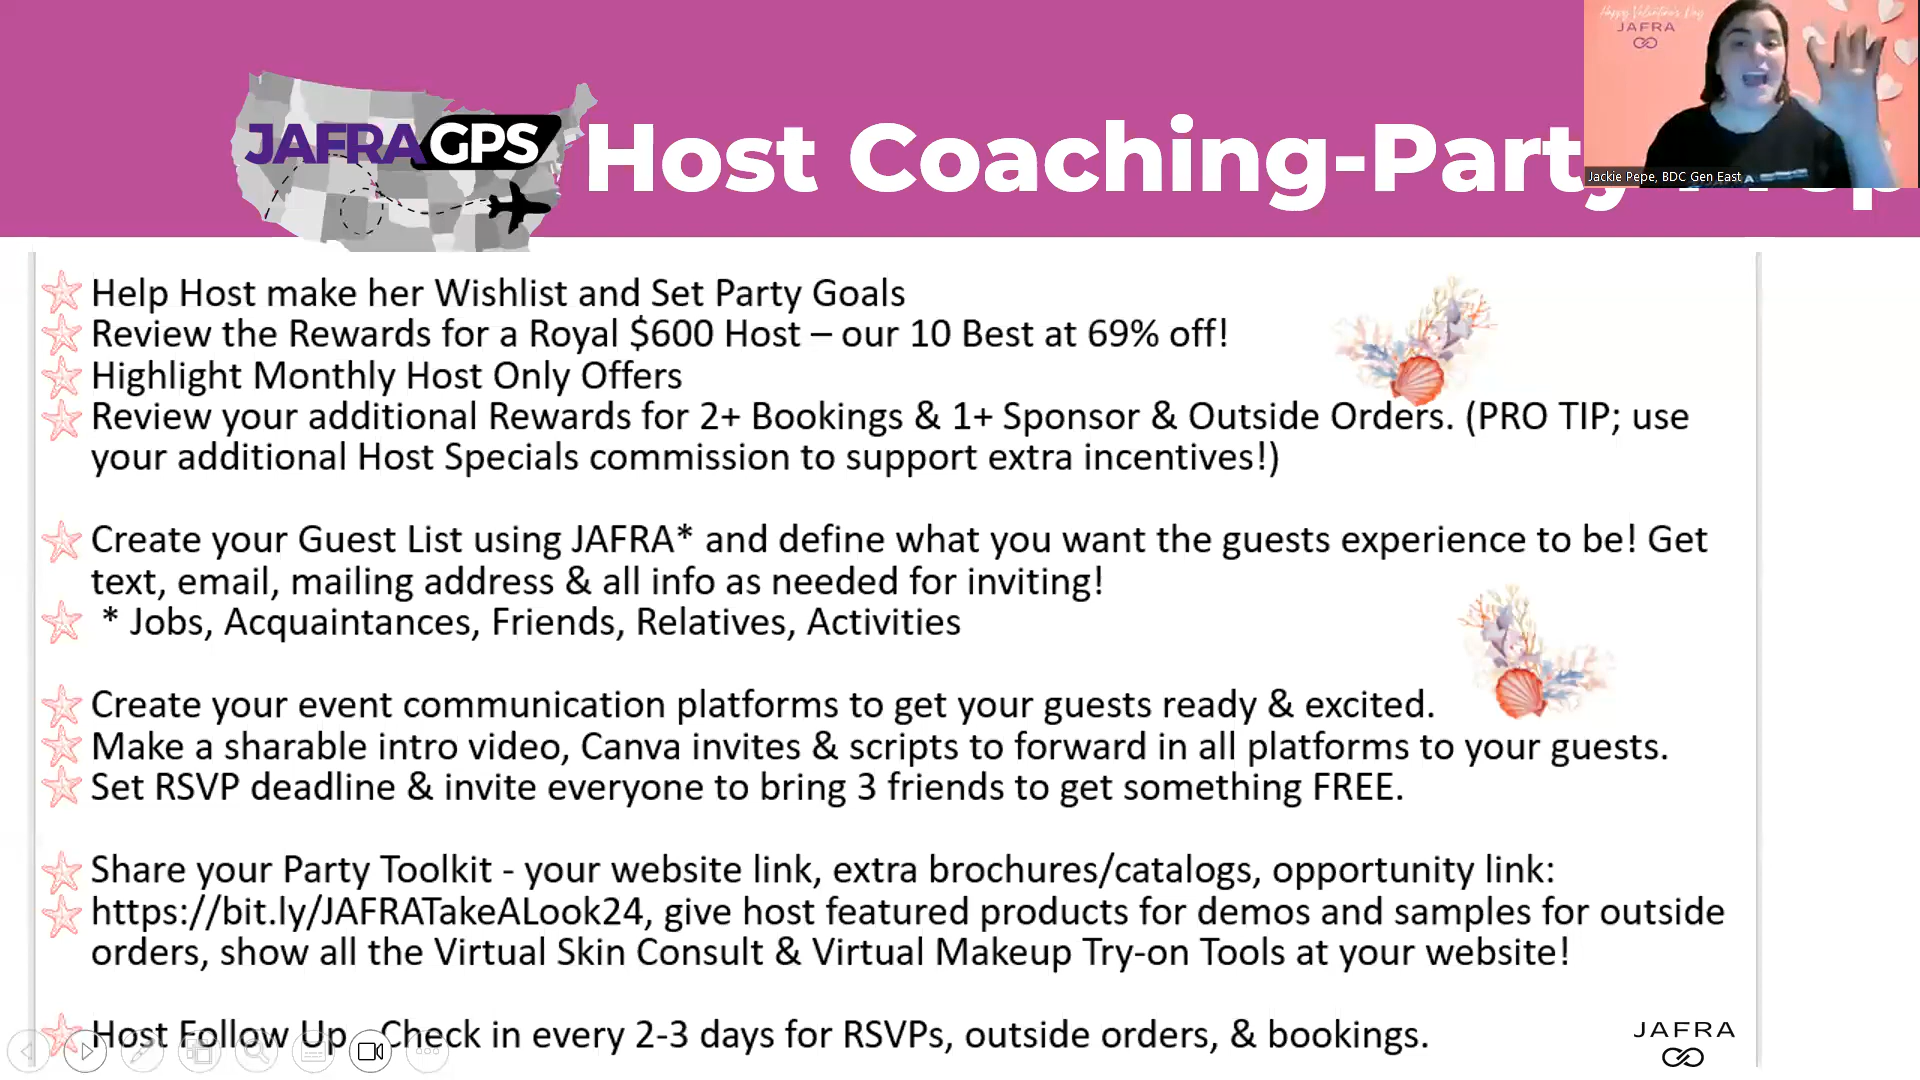 Happy Valentine's Day
JAFRA
JAFRA GPS
Host Coaching-Party
Jackie Pepe, BDC Gen East
Help Host make her Wishlist and Set Party Goals
Review the Rewards for a Royal $600 Host – our 10 Best at 69% off!
Highlight Monthly Host Only Offers
Review your additional Rewards for 2+ Bookings & 1+ Sponsor & Outside Orders. (PRO TIP; use
your additional Host Specials commission to support extra incentives!)
Create your Guest List using JAFRA* and define what you want the guests experience to be! Get
text, email, mailing address & all info as needed for inviting!
* Jobs, Acquaintances, Friends, Relatives, Activities
Create your event communication platforms to get your guests ready & excited.
Make a sharable intro video, Canva invites & scripts to forward in all platforms to your guests.
Set RSVP deadline & invite everyone to bring 3 friends to get something FREE.
Share your Party Toolkit - your website link, extra brochures/catalogs, opportunity link:
https://bit.ly/JAFRATakeALook24, give host featured products for demos and samples for outside
orders, show all the Virtual Skin Consult & Virtual Makeup Try-on Tools at your website!
Host Follow Up - Check in every 2-3 days for RSVPs, outside orders, & bookings.
JAFRA